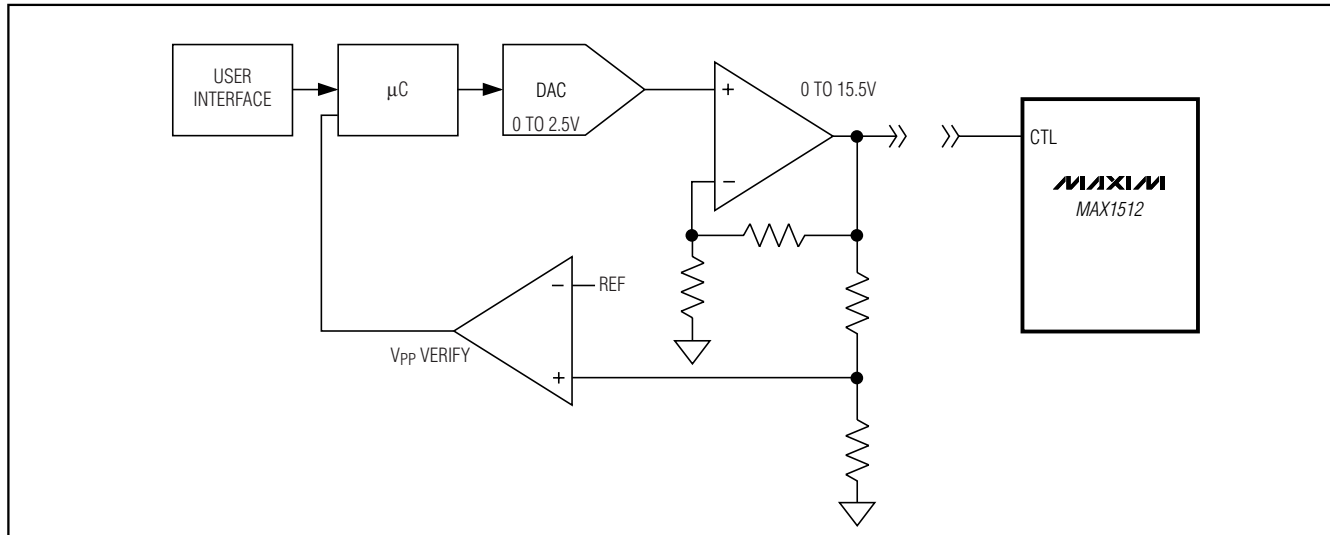 USER
INTERFACE
μC
DAC
0 TO 2.5V
+
−
0 TO 15.5V
CTL
MAXIM
MAX1512
− REF
VPP VERIFY
+